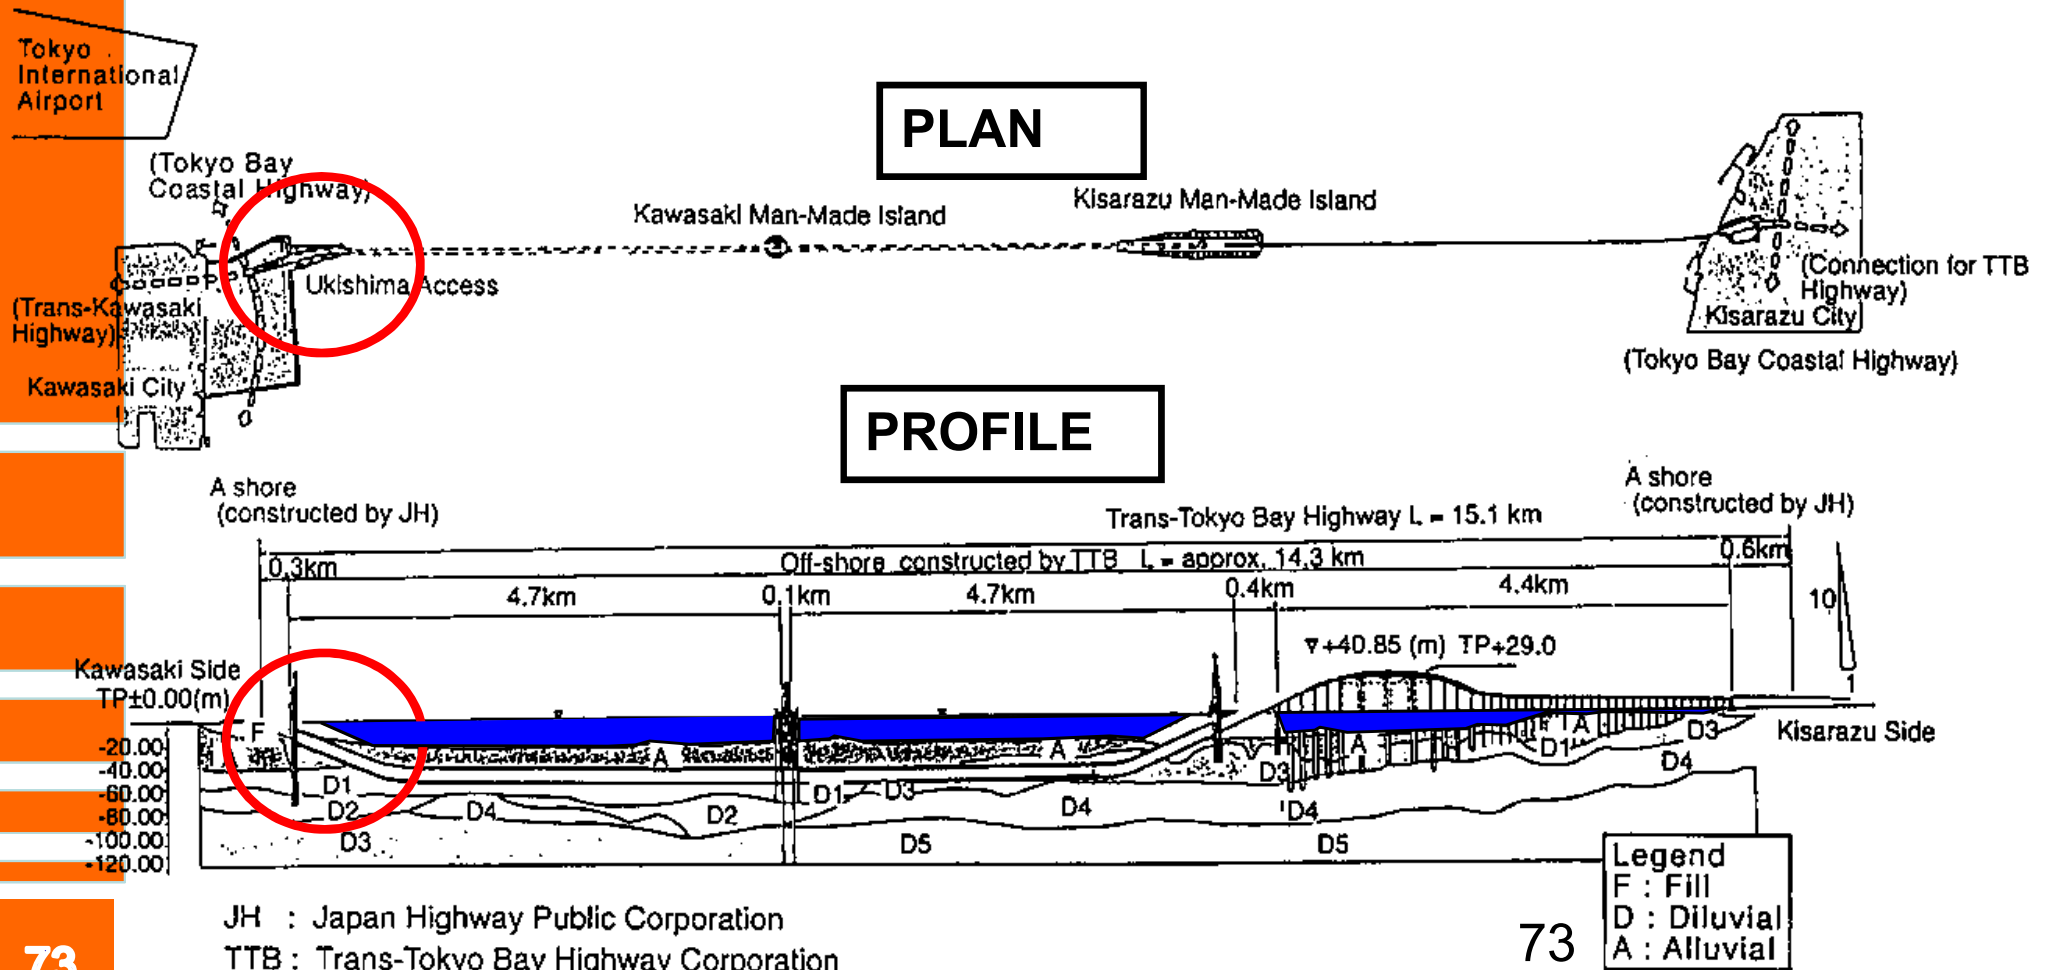 Tokyo
International
Airport
PLAN
(Tokyo Bay
Coastal Highway)
Kawasaki Man-Made Island
Kisarazu Man-Made Island
Ukishima Access
(Trans-Kawasaki
Highway)
Kawasaki City
(Connection for TTB
Highway)
Kisarazu City
(Tokyo Bay Coastal Highway)
PROFILE
A shore
(constructed by JH)
A shore
(constructed by JH)
Trans-Tokyo Bay Highway L = 15.1 km
Off-shore constructed by TTB L = approx. 14.3 km
0.3km
0.6km
4.7km
0.1km
4.7km
0.4km
4.4km
10
1
+40.85 (m) TP+29.0
Kawasaki Side
TP±0.00(m)
Kisarazu Side
-20.00
-40.00
-60.00
-80.00
-100.00
-120.00
F
A
A
A
A
D1
D2
D3
D4
D2
D1
D3
D4
D5
D3
D4
D5
D1
D3
D4
Legend
F : Fill
D : Diluvial
A : Alluvial
JH : Japan Highway Public Corporation
TTB : Trans-Tokyo Bay Highway Corporation
73
73